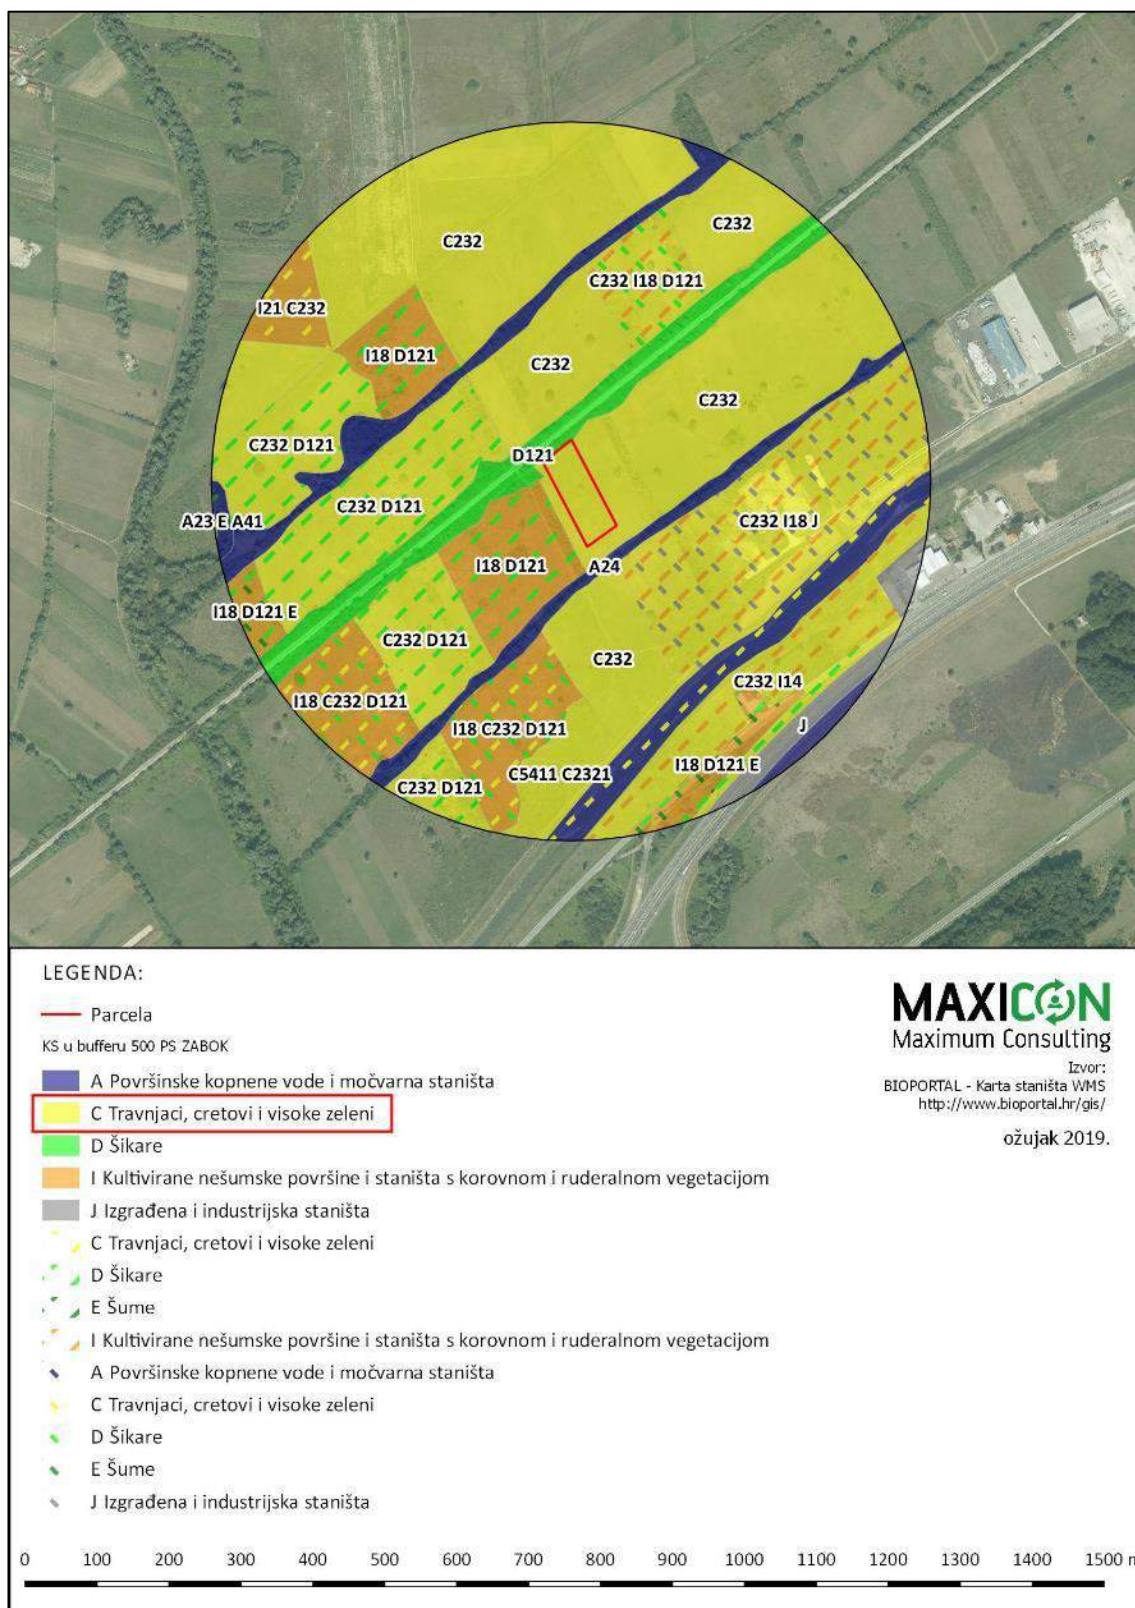 C232
C232
C232 I18 D121
I21 C232
I18 D121
C232
C232
C232 D121
D121
C232 D121
A23 E A41
C232 I18 J
I18 D121
A24
I18 D121 E
C232 D121
C232
C232 I14
I18 C232 D121
J
I18 C232 D121
I18 D121 E
C5411 C2321
C232 D121
LEGENDA:
Parcela
KS u bufferu 500 PS ZABOK
A Površinske kopnene vode i močvarna staništa
C Travnjaci, cretovi i visoke zeleni
D Šikare
I Kultivirane nešumske površine i staništa s korovnom i ruderalnom vegetacijom
J Izgrađena i industrijska staništa
C Travnjaci, cretovi i visoke zeleni
D Šikare
E Šume
I Kultivirane nešumske površine i staništa s korovnom i ruderalnom vegetacijom
A Površinske kopnene vode i močvarna staništa
C Travnjaci, cretovi i visoke zeleni
D Šikare
E Šume
J Izgrađena i industrijska staništa
MAXICON
Maximum Consulting
Izvor:
BIOPORTAL - Karta staništa WMS
http://www.bioportal.hr/gis/
ožujak 2019.
0 100 200 300 400 500 600 700 800 900 1000 1100 1200 1300 1400 1500 m